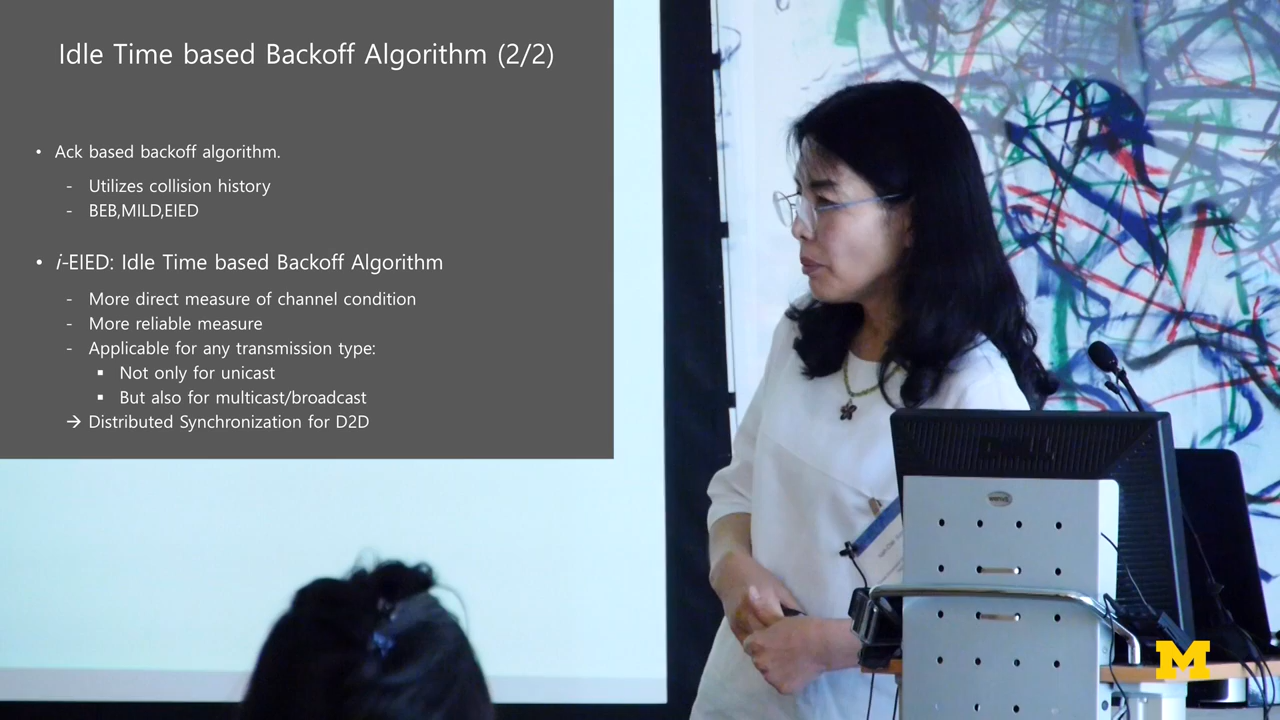 Idle Time based Backoff Algorithm (2/2)
• Ack based backoff algorithm.
- Utilizes collision history
- BEB,MILD,EIED
• i-EIED: Idle Time based Backoff Algorithm
- More direct measure of channel condition
- More reliable measure
- Applicable for any transmission type:
▪ Not only for unicast
▪ But also for multicast/broadcast
→ Distributed Synchronization for D2D
M